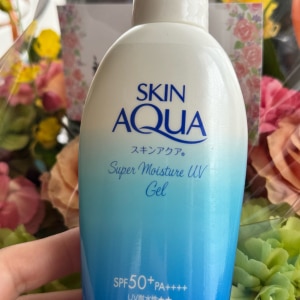 SKIN
AQUA
スキンアクア®
Super Moisture UV
Gel
SPF50+ PA++++